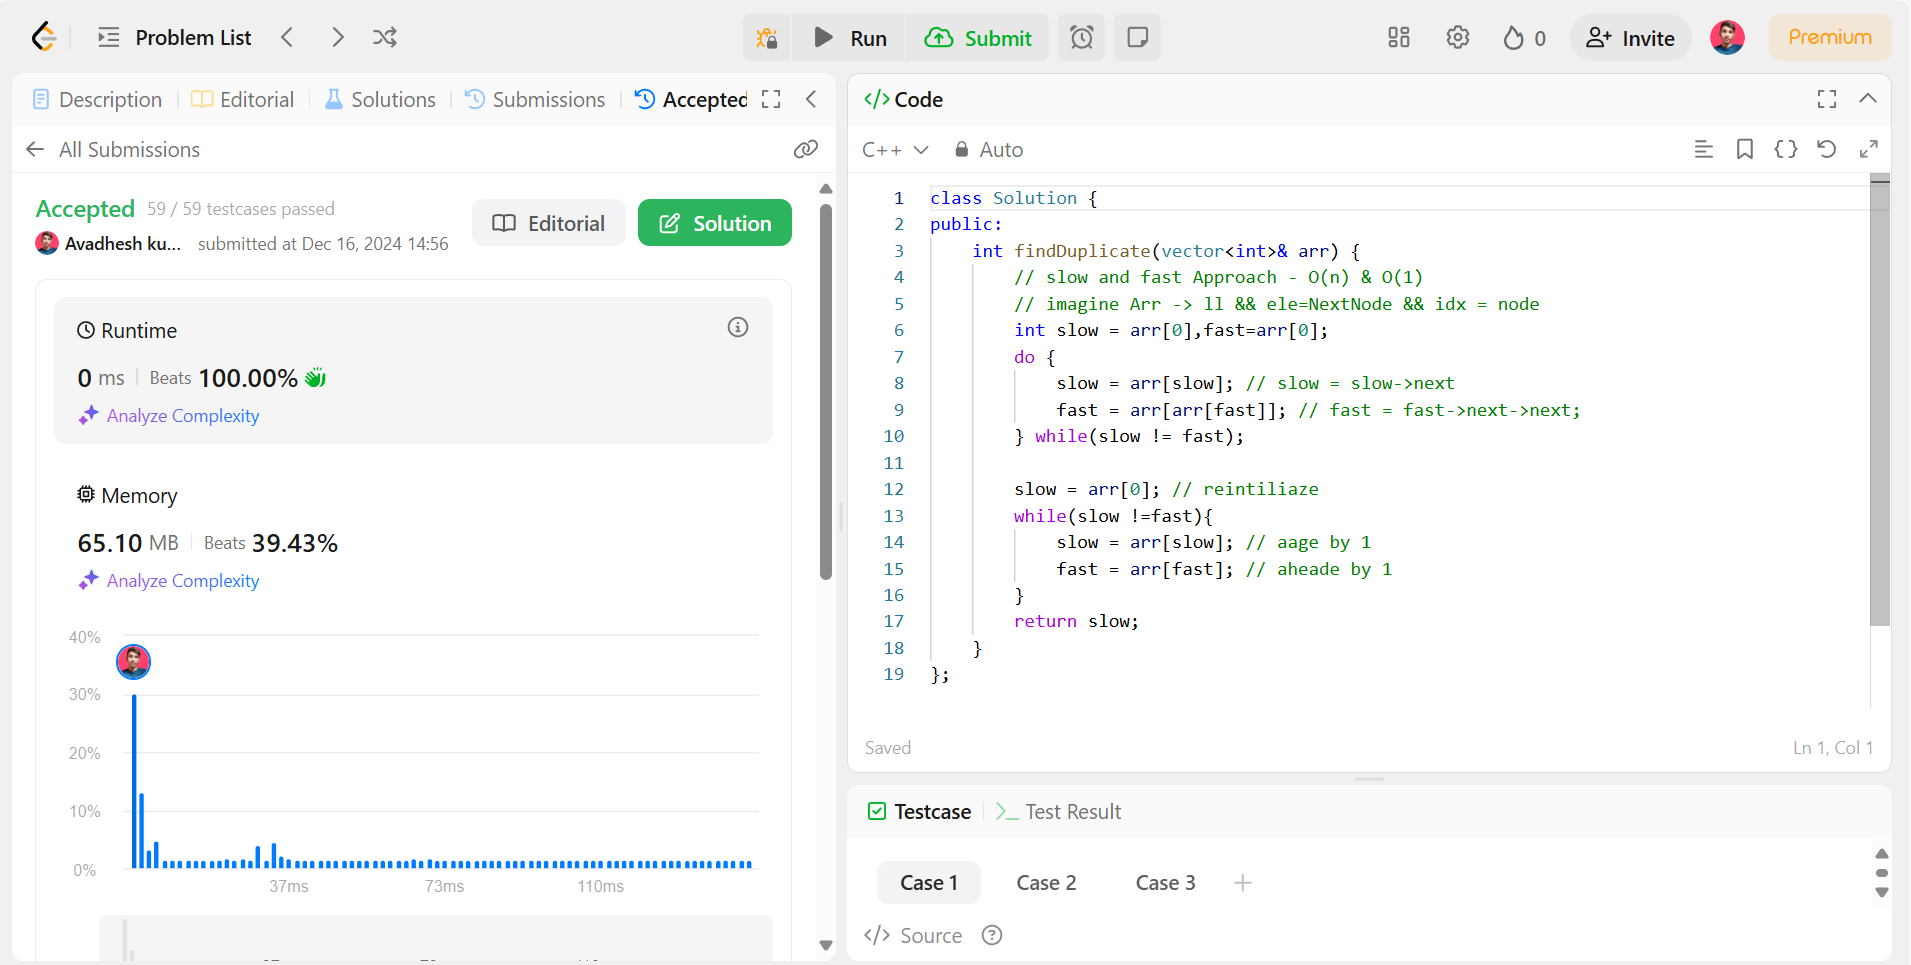 Problem List
Run
Submit
0
Invite
Premium
Description
Editorial
Solutions
Submissions
Accepted
All Submissions
Accepted 59 / 59 testcases passed
Avadhesh ku... submitted at Dec 16, 2024 14:56
Editorial
Solution
Runtime
0 ms Beats 100.00%
Analyze Complexity
Memory
65.10 MB Beats 39.43%
Analyze Complexity
40%
30%
20%
10%
0%
37ms 73ms 110ms
</> Code
C++ Auto
1 class Solution {
2 public:
3 int findDuplicate(vector<int>& arr) {
4 // slow and fast Approach - O(n) & O(1)
5 // imagine Arr -> ll && ele=NextNode && idx = node
6 int slow = arr[0],fast=arr[0];
7 do {
8 slow = arr[slow]; // slow = slow->next
9 fast = arr[arr[fast]]; // fast = fast->next->next;
10 } while(slow != fast);
11
12 slow = arr[0]; // reintiliaze
13 while(slow !=fast){
14 slow = arr[slow]; // aage by 1
15 fast = arr[fast]; // aheade by 1
16 }
17 return slow;
18 }
19 };
Saved
Ln 1, Col 1
Testcase
Test Result
Case 1 Case 2 Case 3 +
</> Source ?